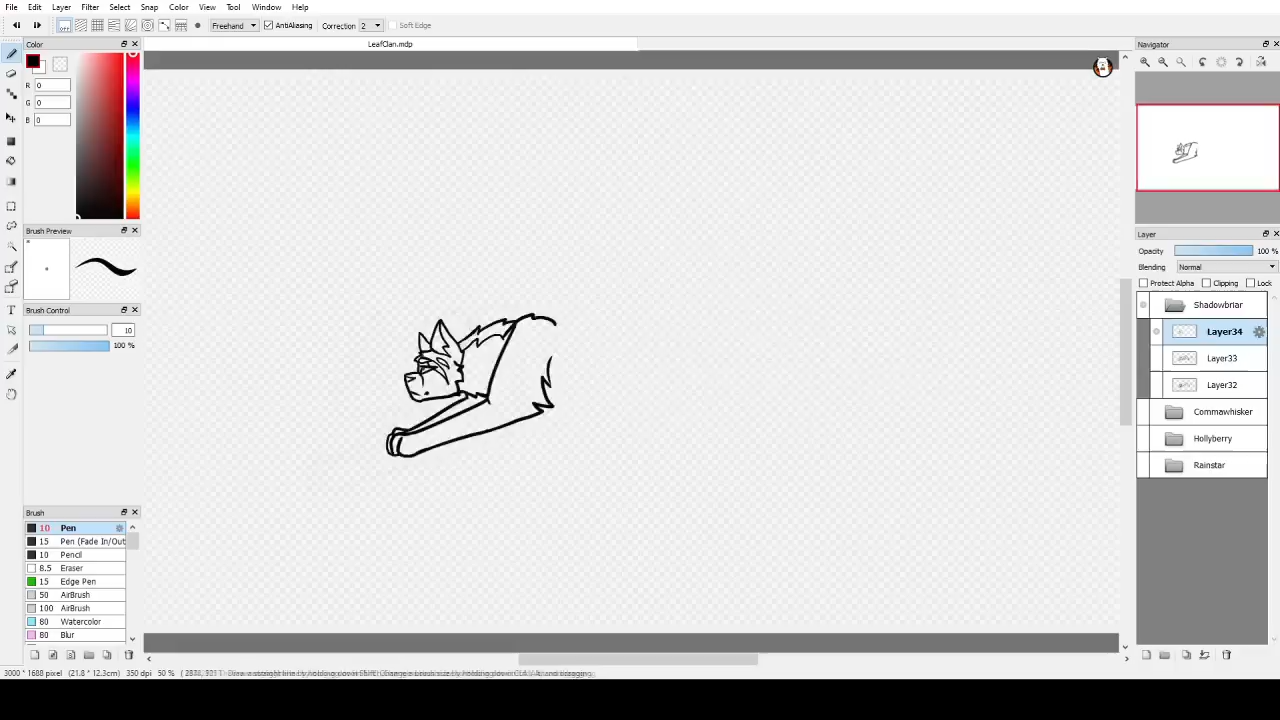 File Edit Layer Filter Select Snap Color View Tool Window Help
OFF Freehand AntiAliasing Correction 2 Soft Edge
LeafClan.mdp
Color
R 0
G 0
B 0
Brush Preview
Brush Control
10
100 %
Brush
10 Pen
15 Pen (Fade In/Out
10 Pencil
8.5 Eraser
15 Edge Pen
50 AirBrush
100 AirBrush
80 Watercolor
80 Blur
Navigator
Layer
Opacity 100 %
Blending Normal
Protect Alpha Clipping Lock
Shadowbriar
Layer34
Layer33
Layer32
Commawhisker
Hollyberry
Rainstar
3000 * 1688 pixel (21.8 * 12.3cm) 350 dpi 50 %